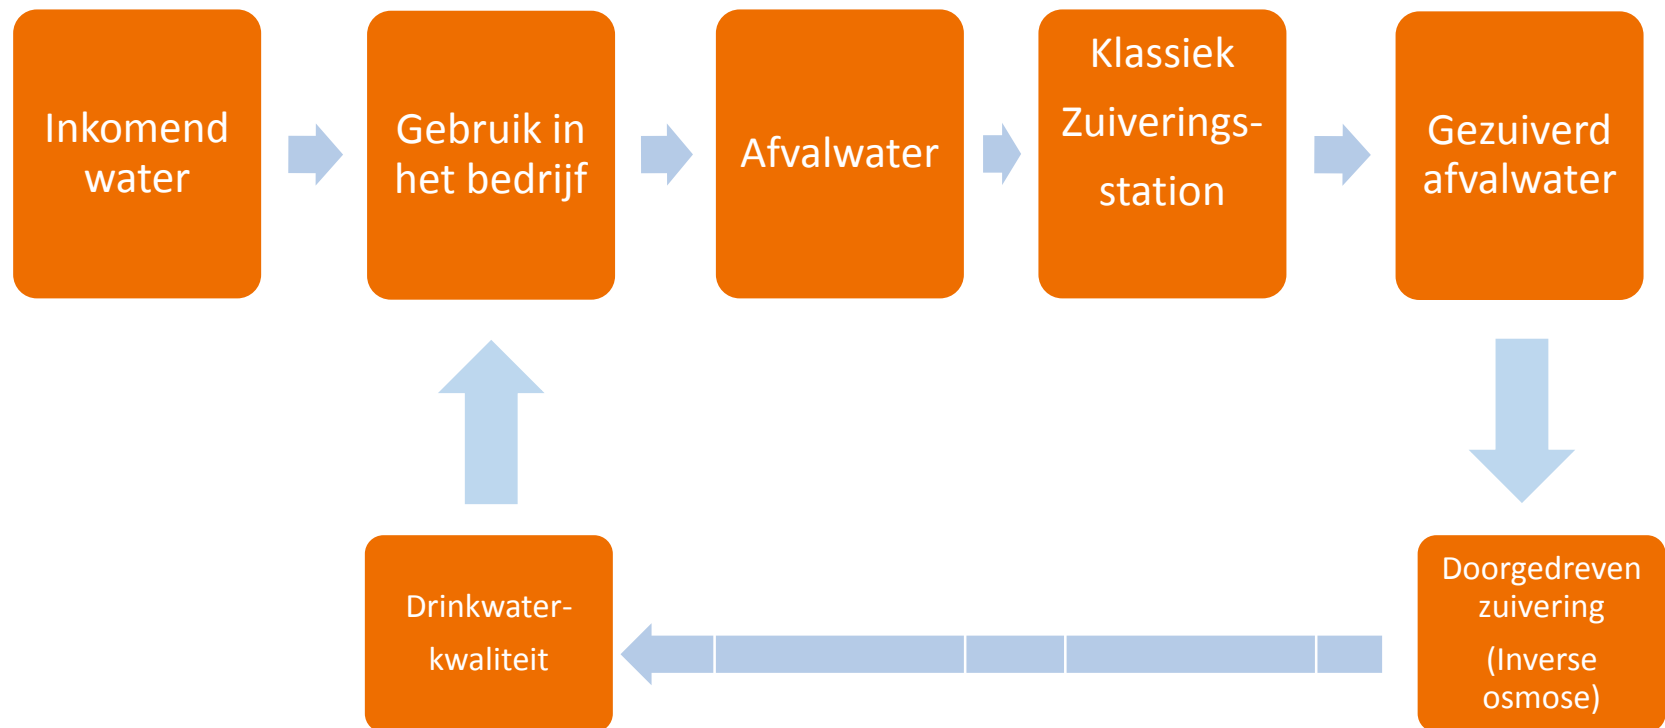 Inkomend
water
Gebruik in
het bedrijf
Afvalwater
Klassiek
Zuiverings-
station
Gezuiverd
afvalwater
Drinkwater-
kwaliteit
Doorgedreven
zuivering
(Inverse
osmose)